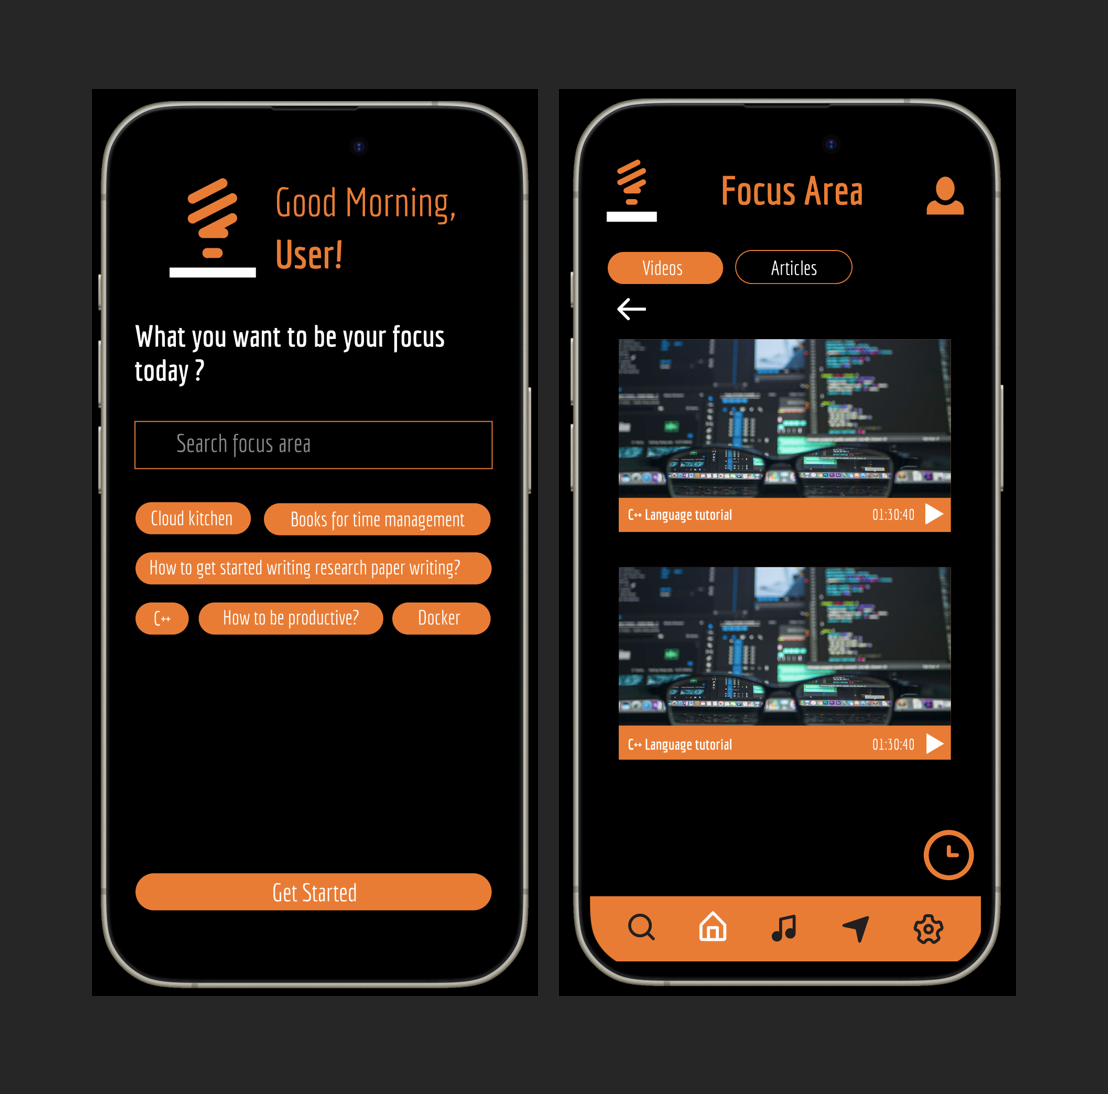 Good Morning,
User!
What you want to be your focus
today ?
Search focus area
Cloud kitchen
Books for time management
How to get started writing research paper writing?
C++
How to be productive?
Docker
Get Started
Focus Area
Videos
Articles
C++ Language tutorial
01:30:40
C++ Language tutorial
01:30:40